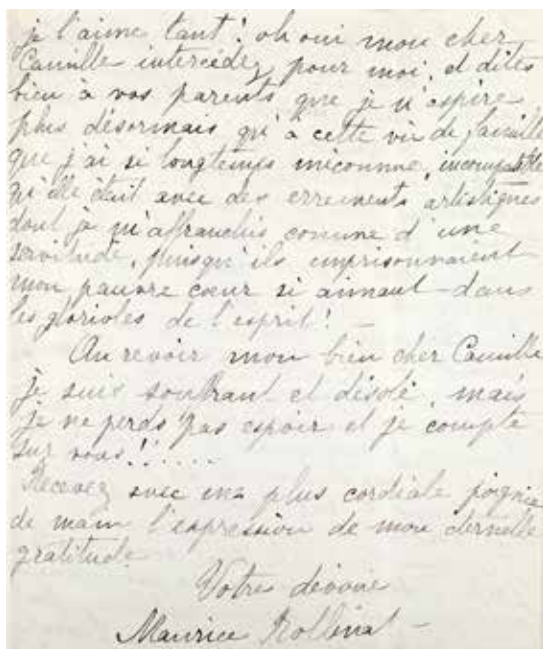 je l'aime tant ! oh oui mon cher
Camille intercédez pour moi, et dites
bien à vos parents que je n'aspire
plus désormais qu'à cette vie de famille
que j'ai si longtemps méconnue, incompatible
qu'elle était avec des errements artistiques
dont je m'affranchis comme d'une
servitude, puisqu'ils emprisonnaient
mon pauvre cœur si aimant dans
les glorioles de l'esprit ! —
Au revoir mon bien cher Camille
je suis souffrant et désolé, mais
je ne perds pas espoir et je compte
sur vous !!.....
Recevez avec ma plus cordiale poignée
de main l'expression de mon éternelle
gratitude
Votre dévoué
Maurice Rollinat —